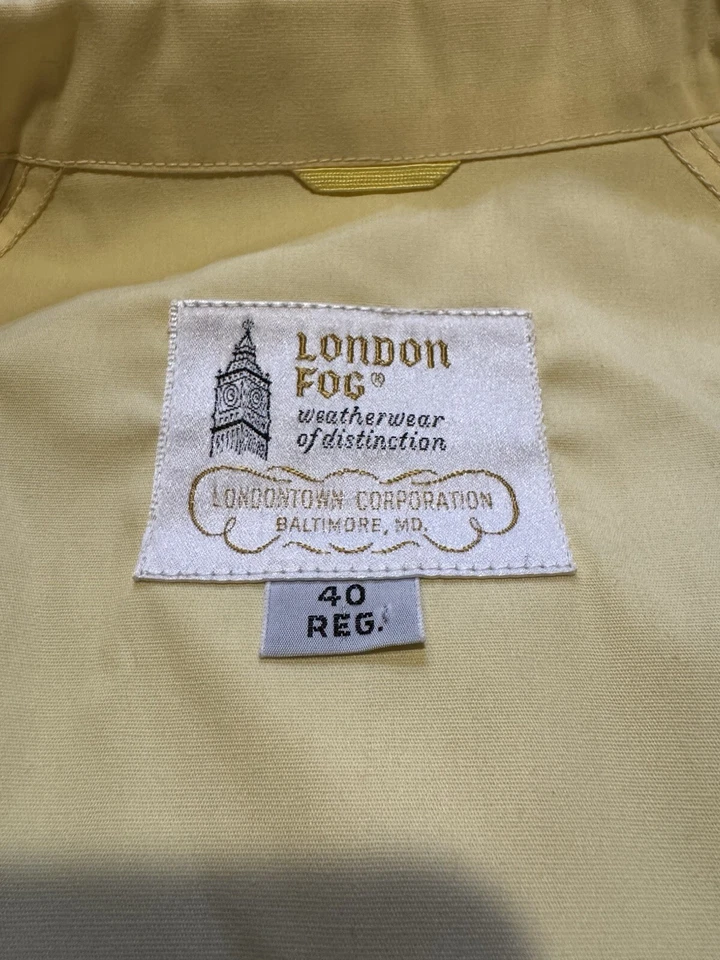 LONDON
FOG®
weatherwear
of distinction
LONDONTOWN CORPORATION
BALTIMORE, MD.
40
REG.